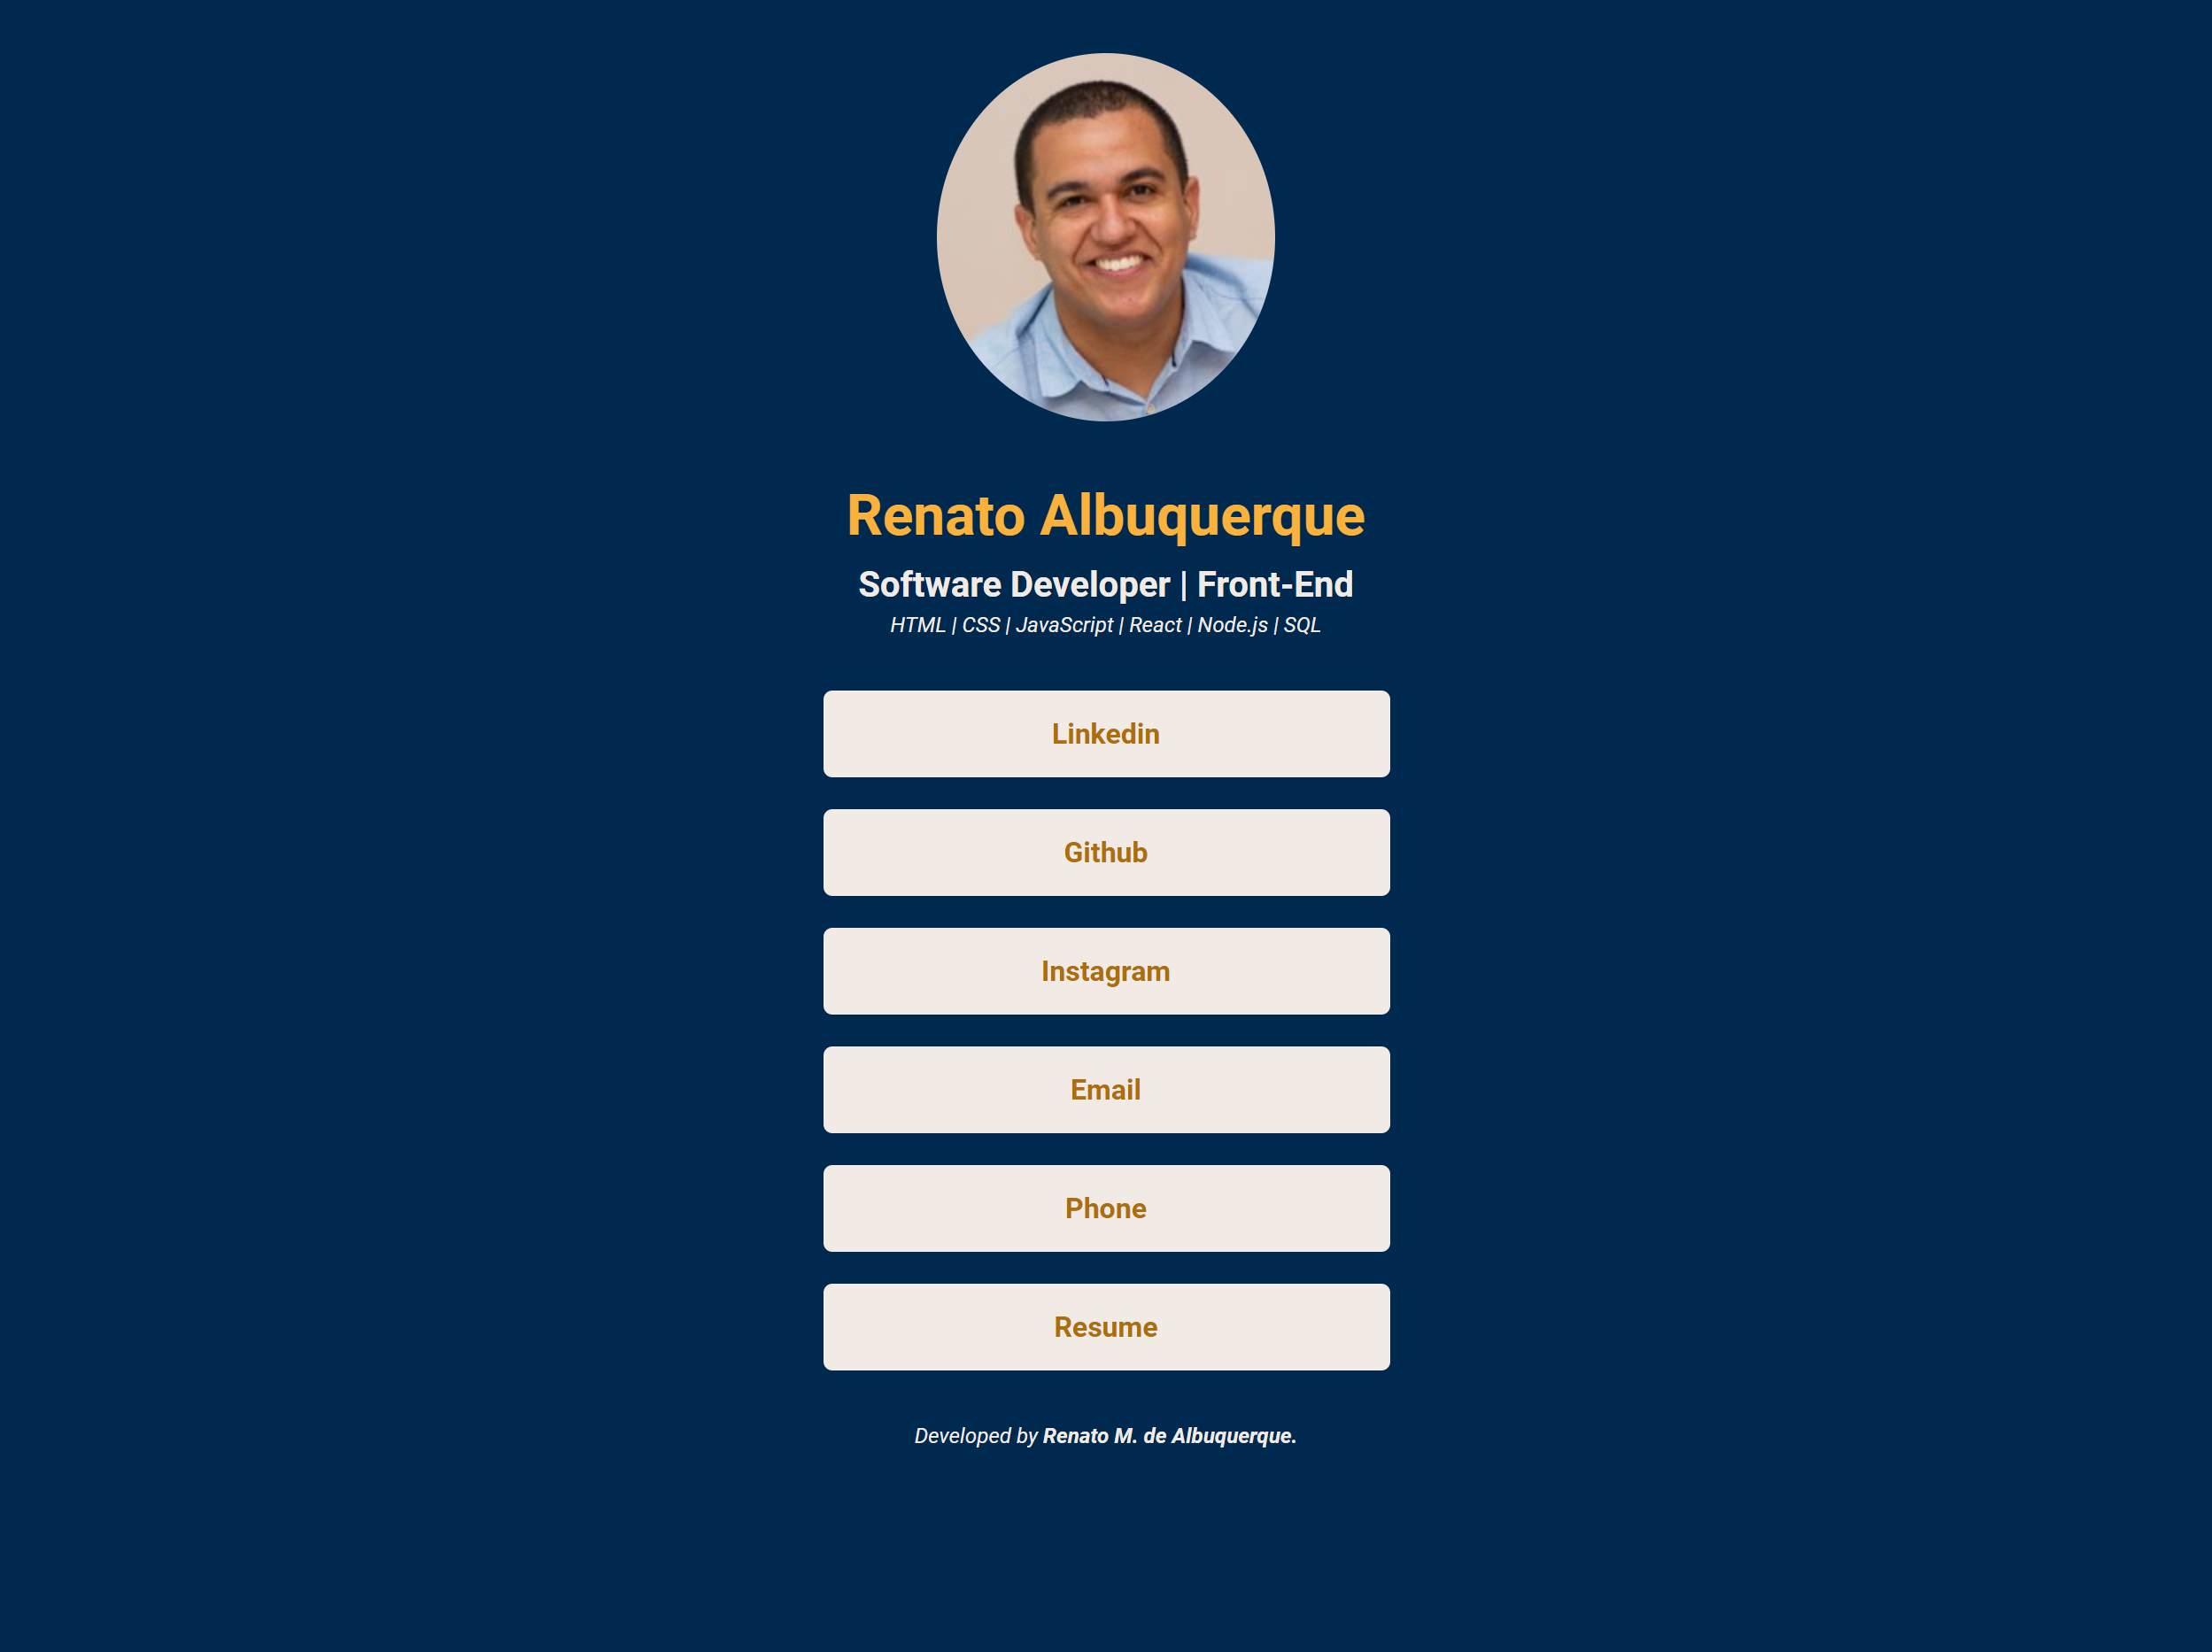 Renato Albuquerque
Software Developer | Front-End
HTML | CSS | JavaScript | React | Node.js | SQL
Linkedin
Github
Instagram
Email
Phone
Resume
Developed by Renato M. de Albuquerque.